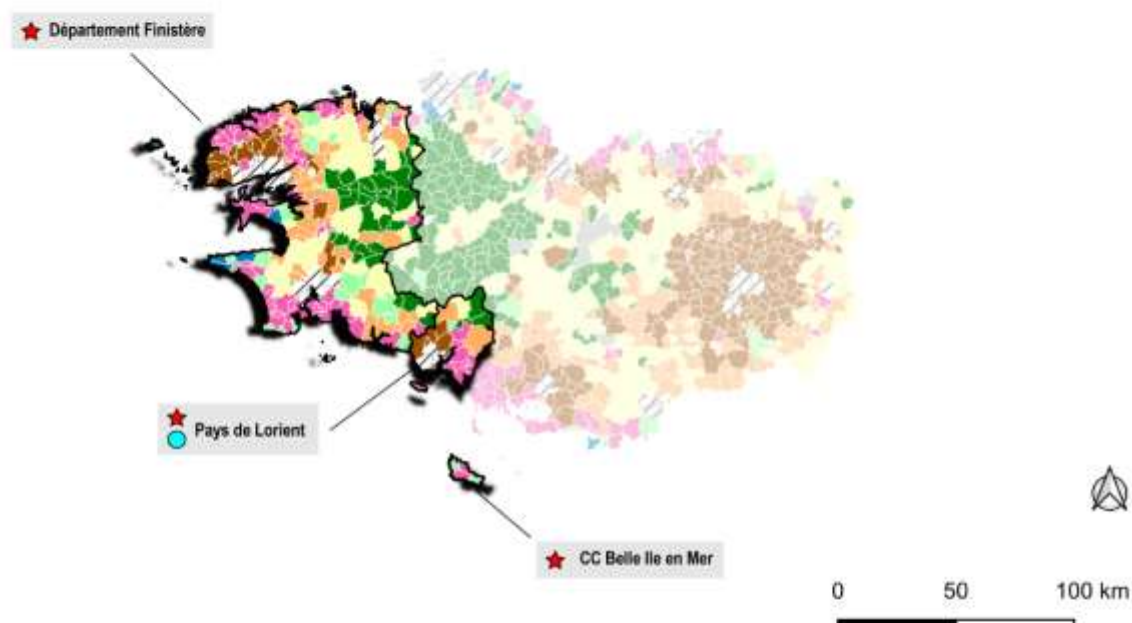 Département Finistère
Pays de Lorient
CC Belle Ile en Mer
0 50 100 km